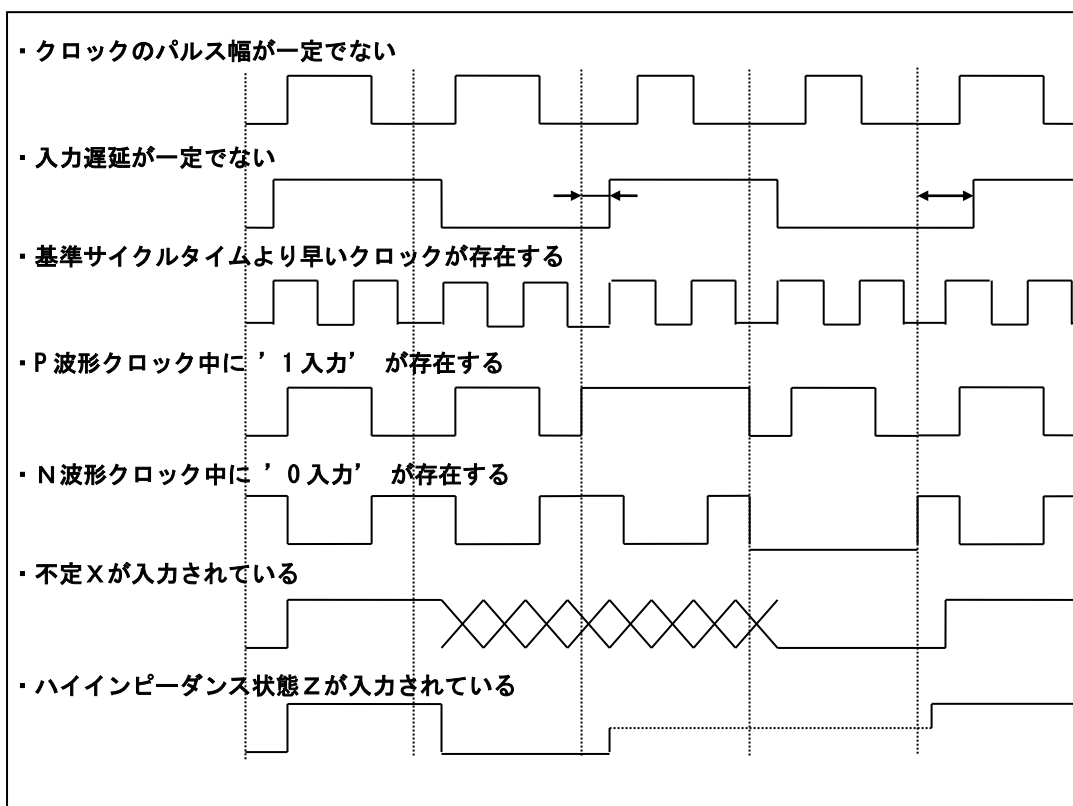 ・クロックのパルス幅が一定でない
・入力遅延が一定でない
・基準サイクルタイムより早いクロックが存在する
・P波形クロック中に ’1入力’ が存在する
・N波形クロック中に ’0入力’ が存在する
・不定Xが入力されている
・ハイインピーダンス状態Zが入力されている